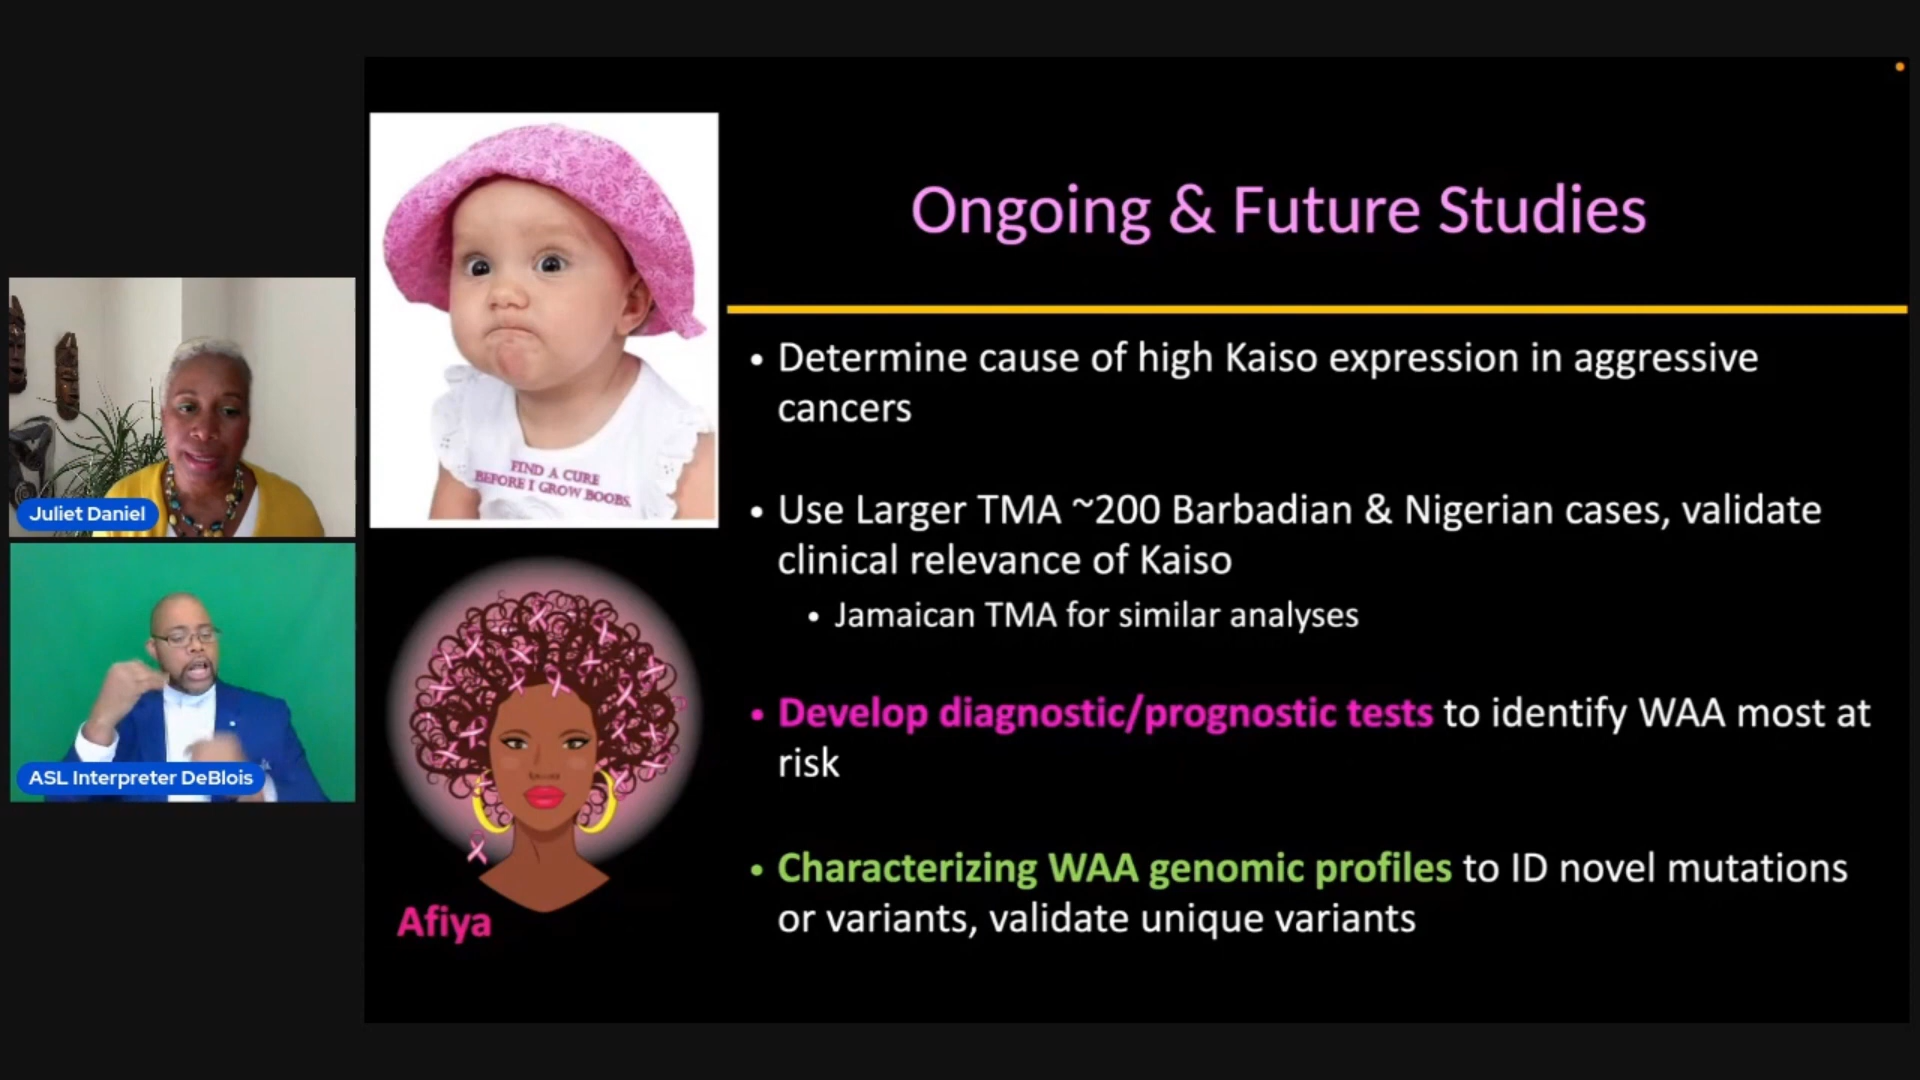 Ongoing & Future Studies
FIND A CURE
BEFORE I GROW BOOBS.
• Determine cause of high Kaiso expression in aggressive
cancers
• Use Larger TMA ~200 Barbadian & Nigerian cases, validate
clinical relevance of Kaiso
• Jamaican TMA for similar analyses
• Develop diagnostic/prognostic tests to identify WAA most at
risk
• Characterizing WAA genomic profiles to ID novel mutations
or variants, validate unique variants
Afiya
Juliet Daniel
ASL Interpreter DeBlois